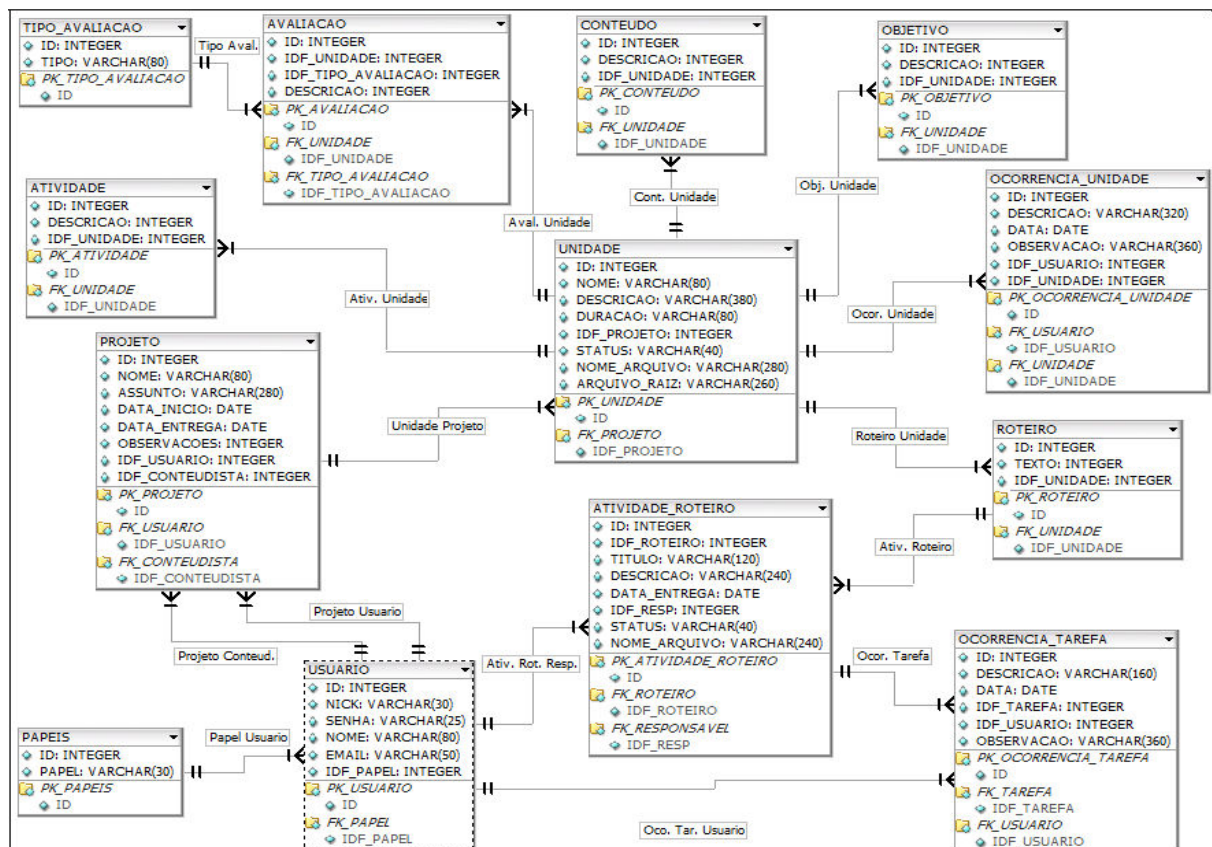 TIPO_AVALIACAO
ID: INTEGER
TIPO: VARCHAR(80)
PK_TIPO_AVALIACAO
ID
Tipo Aval.
AVALIACAO
ID: INTEGER
IDF_UNIDADE: INTEGER
IDF_TIPO_AVALIACAO: INTEGER
DESCRICAO: INTEGER
PK_AVALIACAO
ID
FK_UNIDADE
IDF_UNIDADE
FK_TIPO_AVALIACAO
IDF_TIPO_AVALIACAO
CONTEUDO
ID: INTEGER
DESCRICAO: INTEGER
IDF_UNIDADE: INTEGER
PK_CONTEUDO
ID
FK_UNIDADE
IDF_UNIDADE
OBJETIVO
ID: INTEGER
DESCRICAO: INTEGER
IDF_UNIDADE: INTEGER
PK_OBJETIVO
ID
FK_UNIDADE
IDF_UNIDADE
ATIVIDADE
ID: INTEGER
DESCRICAO: INTEGER
IDF_UNIDADE: INTEGER
PK_ATIVIDADE
ID
FK_UNIDADE
IDF_UNIDADE
Aval. Unidade
Cont. Unidade
Obj. Unidade
OCORRENCIA_UNIDADE
ID: INTEGER
DESCRICAO: VARCHAR(320)
DATA: DATE
OBSERVACAO: VARCHAR(360)
IDF_USUARIO: INTEGER
IDF_UNIDADE: INTEGER
PK_OCORRENCIA_UNIDADE
ID
FK_USUARIO
IDF_USUARIO
FK_UNIDADE
IDF_UNIDADE
Ativ. Unidade
UNIDADE
ID: INTEGER
NOME: VARCHAR(80)
DESCRICAO: VARCHAR(380)
DURACAO: VARCHAR(80)
IDF_PROJETO: INTEGER
STATUS: VARCHAR(40)
NOME_ARQUIVO: VARCHAR(280)
ARQUIVO_RAIZ: VARCHAR(260)
PK_UNIDADE
ID
FK_PROJETO
IDF_PROJETO
Ocor. Unidade
PROJETO
ID: INTEGER
NOME: VARCHAR(80)
ASSUNTO: VARCHAR(280)
DATA_INICIO: DATE
DATA_ENTREGA: DATE
OBSERVACOES: INTEGER
IDF_USUARIO: INTEGER
IDF_CONTEUDISTA: INTEGER
PK_PROJETO
ID
FK_USUARIO
IDF_USUARIO
FK_CONTEUDISTA
IDF_CONTEUDISTA
Unidade Projeto
Roteiro Unidade
ROTEIRO
ID: INTEGER
TEXTO: INTEGER
IDF_UNIDADE: INTEGER
PK_ROTEIRO
ID
FK_UNIDADE
IDF_UNIDADE
ATIVIDADE_ROTEIRO
ID: INTEGER
IDF_ROTEIRO: INTEGER
TITULO: VARCHAR(120)
DESCRICAO: VARCHAR(240)
DATA_ENTREGA: DATE
IDF_RESP: INTEGER
STATUS: VARCHAR(40)
NOME_ARQUIVO: VARCHAR(240)
PK_ATIVIDADE_ROTEIRO
ID
FK_ROTEIRO
IDF_ROTEIRO
FK_RESPONSAVEL
IDF_RESP
Ativ. Roteiro
Projeto Usuario
Projeto Conteud.
Ativ. Rot. Resp.
Ocor. Tarefa
USUARIO
ID: INTEGER
NICK: VARCHAR(30)
SENHA: VARCHAR(25)
NOME: VARCHAR(80)
EMAIL: VARCHAR(50)
IDF_PAPEL: INTEGER
PK_USUARIO
ID
FK_PAPEL
IDF_PAPEL
OCORRENCIA_TAREFA
ID: INTEGER
DESCRICAO: VARCHAR(160)
DATA: DATE
IDF_TAREFA: INTEGER
IDF_USUARIO: INTEGER
OBSERVACAO: VARCHAR(360)
PK_OCORRENCIA_TAREFA
ID
FK_TAREFA
IDF_TAREFA
FK_USUARIO
IDF_USUARIO
PAPEIS
ID: INTEGER
PAPEL: VARCHAR(30)
PK_PAPEIS
ID
Papel Usuario
Oco. Tar. Usuario